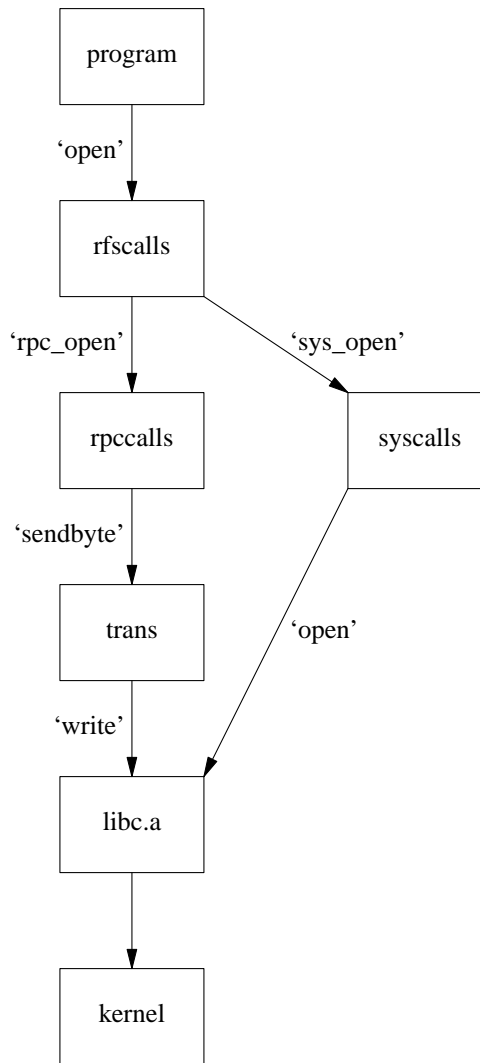 program
‘open’
rfscalls
‘rpc_open’
‘sys_open’
rpccalls
syscalls
‘sendbyte’
trans
‘open’
‘write’
libc.a
kernel